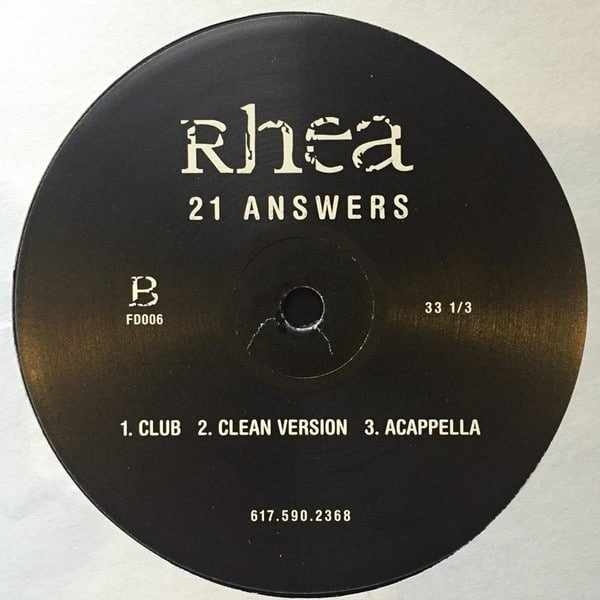 Rhea
21 ANSWERS
B
FD006
33 1/3
1. CLUB 2. CLEAN VERSION 3. ACAPPELLA
617.590.2368